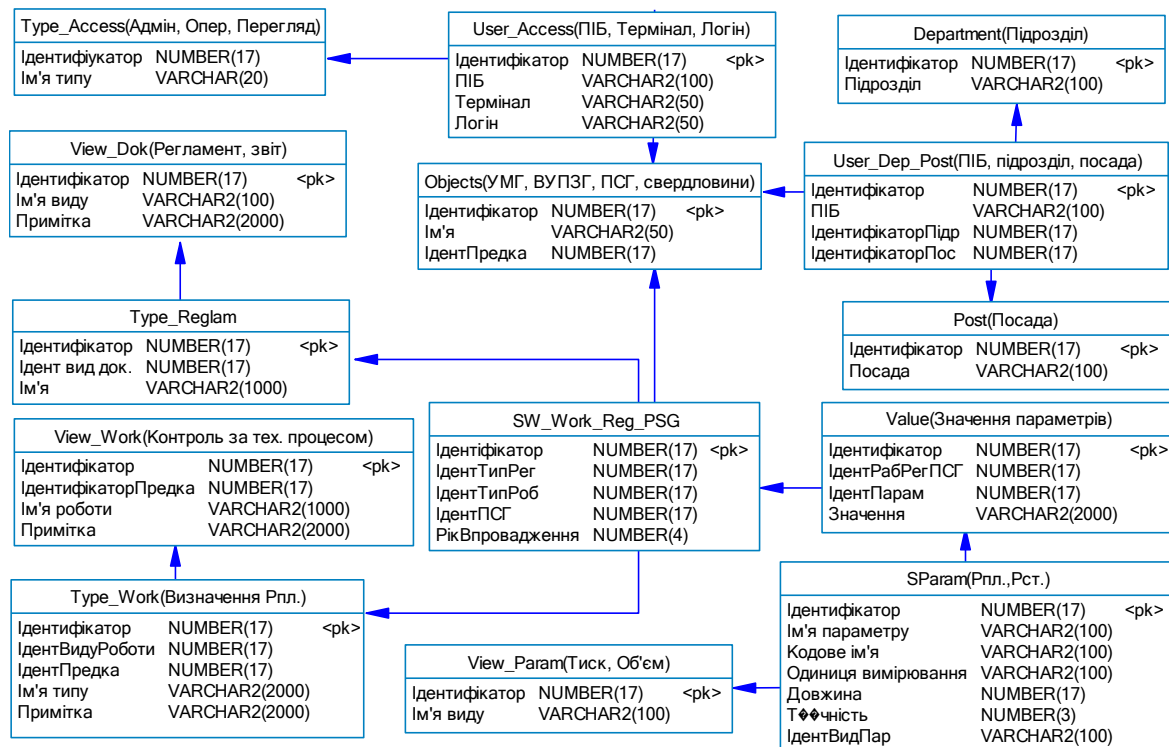 Type_Access(Адмін, Опер, Перегляд)
Ідентифіукатор NUMBER(17)
Ім'я типу VARCHAR(20)
User_Access(ПІБ, Термінал, Логін)
Ідентифікатор NUMBER(17) <pk>
ПІБ VARCHAR2(100)
Термінал VARCHAR2(50)
Логін VARCHAR2(50)
Department(Підрозділ)
Ідентифікатор NUMBER(17) <pk>
Підрозділ VARCHAR2(100)
View_Dok(Регламент, звіт)
Ідентифікатор NUMBER(17) <pk>
Ім'я виду VARCHAR2(100)
Примітка VARCHAR2(2000)
Objects(УМГ, ВУПЗГ, ПСГ, свердловини)
Ідентифікатор NUMBER(17) <pk>
Ім'я VARCHAR2(50)
ІдентПредка NUMBER(17)
User_Dep_Post(ПІБ, підрозділ, посада)
Ідентифікатор NUMBER(17) <pk>
ПІБ VARCHAR2(100)
ІдентифікаторПідр NUMBER(17)
ІдентифікаторПос NUMBER(17)
Type_Reglam
Ідентифікатор NUMBER(17) <pk>
Ідент вид док. NUMBER(17)
Ім'я VARCHAR2(1000)
Post(Посада)
Ідентифікатор NUMBER(17) <pk>
Посада VARCHAR2(100)
View_Work(Контроль за тех. процесом)
Ідентифікатор NUMBER(17) <pk>
ІдентифікаторПредка NUMBER(17)
Ім'я роботи VARCHAR2(1000)
Примітка VARCHAR2(2000)
SW_Work_Reg_PSG
Ідентіфікатор NUMBER(17) <pk>
ІдентТипРег NUMBER(17)
ІдентТипРоб NUMBER(17)
ІдентПСГ NUMBER(17)
РікВпровадження NUMBER(4)
Value(Значення параметрів)
Ідентифікатор NUMBER(17) <pk>
ІдентРабРегПСГ NUMBER(17)
ІдентПарам NUMBER(17)
Значення VARCHAR2(2000)
Type_Work(Визначення Рпл.)
Ідентифікатор NUMBER(17) <pk>
ІдентВидуРоботи NUMBER(17)
ІдентПредка NUMBER(17)
Ім'я типу VARCHAR2(2000)
Примітка VARCHAR2(2000)
View_Param(Тиск, Об'єм)
Ідентифікатор NUMBER(17) <pk>
Ім'я виду VARCHAR2(100)
SParam(Рпл.,Рст.)
Ідентифікатор NUMBER(17) <pk>
Ім'я параметру VARCHAR2(100)
Кодове ім'я VARCHAR2(100)
Одиниця вимірювання VARCHAR2(100)
Довжина NUMBER(17)
Т��чність NUMBER(3)
ІдентВидПар VARCHAR2(100)